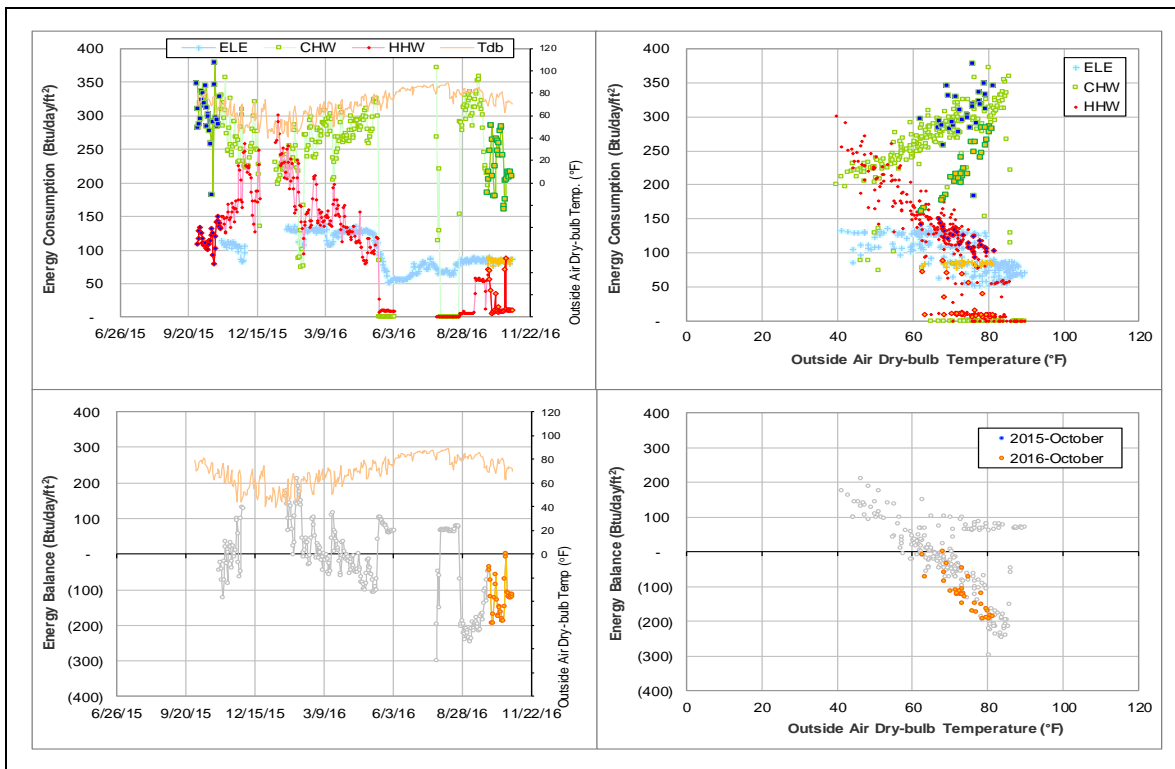 ELE CHW HHW Tdb
Energy Consumption (Btu/day/ft²)
400
350
300
250
200
150
100
50
-
120
100
80
60
40
20
0
Outside Air Dry-bulb Temp. (°F)
6/26/15 9/20/15 12/15/15 3/9/16 6/3/16 8/28/16 11/22/16
Energy Consumption (Btu/day/ft²)
400
350
300
250
200
150
100
50
-
ELE
CHW
HHW
0 20 40 60 80 100 120
Outside Air Dry-bulb Temperature (°F)
Energy Balance (Btu/day/ft²)
400
300
200
100
-
(100)
(200)
(300)
(400)
120
100
80
60
40
20
0
Outside Air Dry-bulb Temp (°F)
6/26/15 9/20/15 12/15/15 3/9/16 6/3/16 8/28/16 11/22/16
Energy Balance (Btu/day/ft²)
400
300
200
100
-
(100)
(200)
(300)
(400)
2015-October
2016-October
0 20 40 60 80 100 120
Outside Air Dry-bulb Temperature (°F)